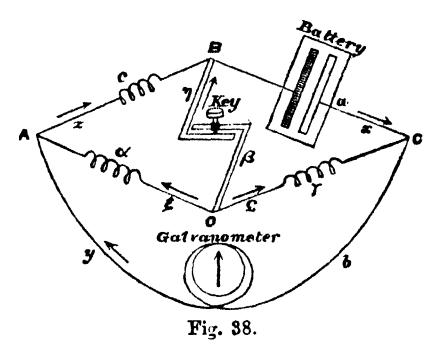 Battery
B
c
η
Key
a
z
x
A
C
α
β
γ
ξ
ζ
O
Galvanometer
y
b
Fig. 38.